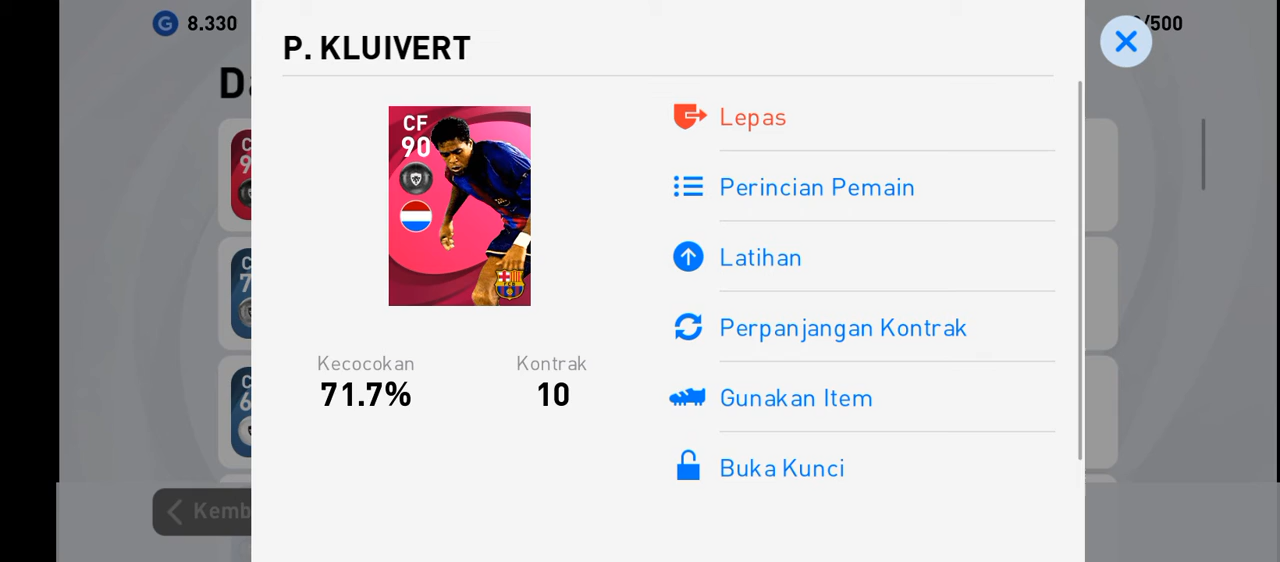 8.330
/500
P. KLUIVERT
CF
90
Kecocokan
71.7%
Kontrak
10
Lepas
Perincian Pemain
Latihan
Perpanjangan Kontrak
Gunakan Item
Buka Kunci
Kemb